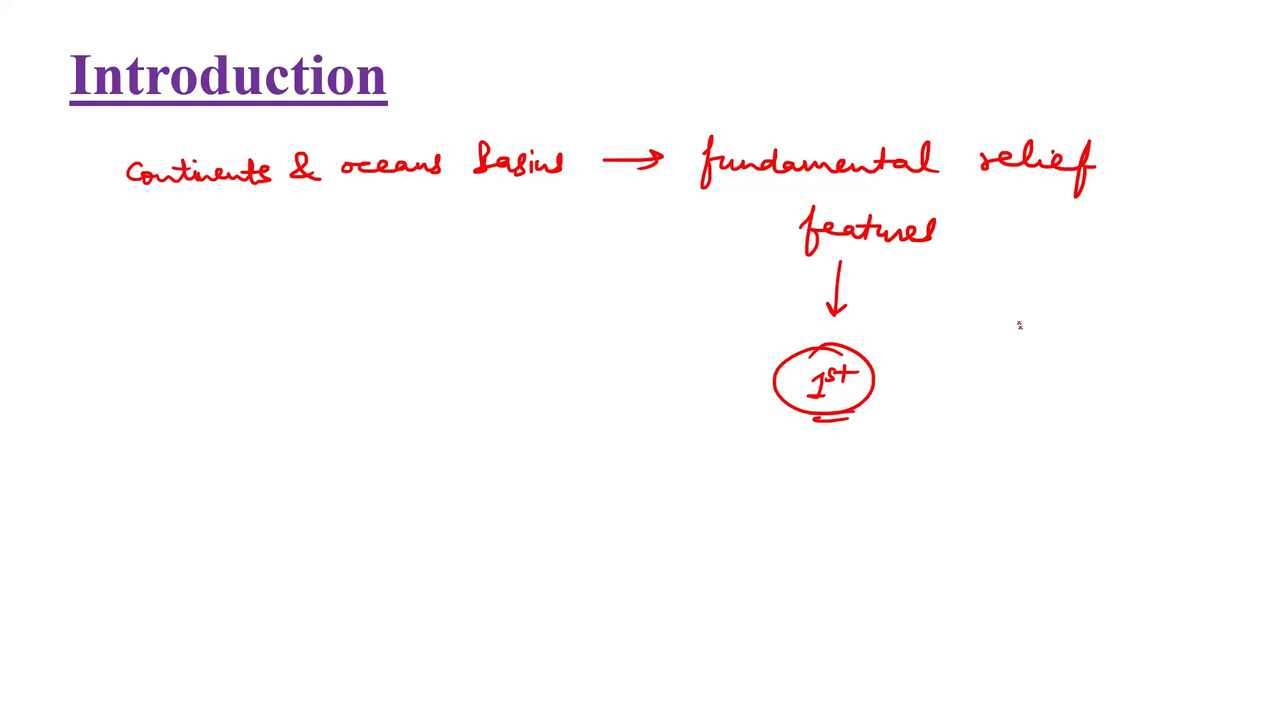 Introduction
continents & oceans basins → fundamental relief
features
↓
1st